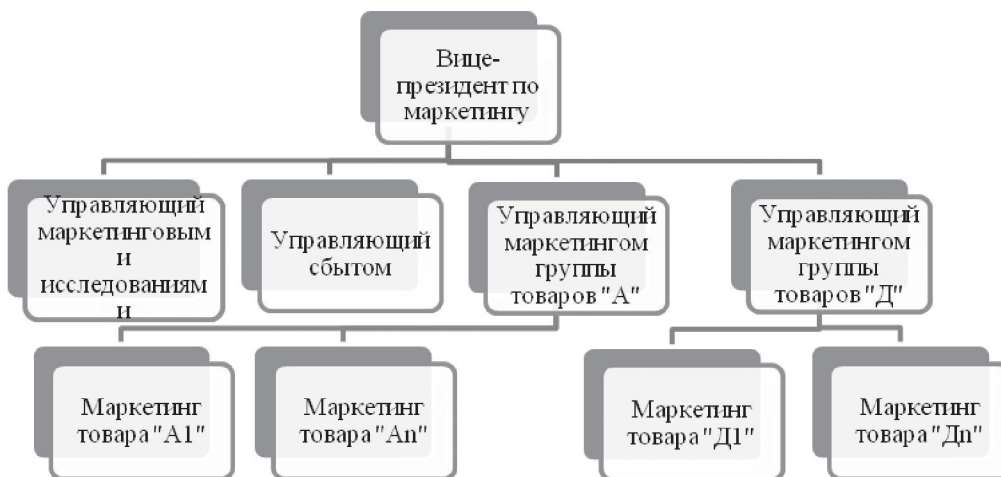 Вице-
президент по
маркетингу
Управляющий
маркетинговым
и
исследованиям
и
Управляющий
сбытом
Управляющий
маркетингом
группы
товаров "А"
Управляющий
маркетингом
группы
товаров "Д"
Маркетинг
товара "А1"
Маркетинг
товара "Аn"
Маркетинг
товара "Д1"
Маркетинг
товара "Дn"